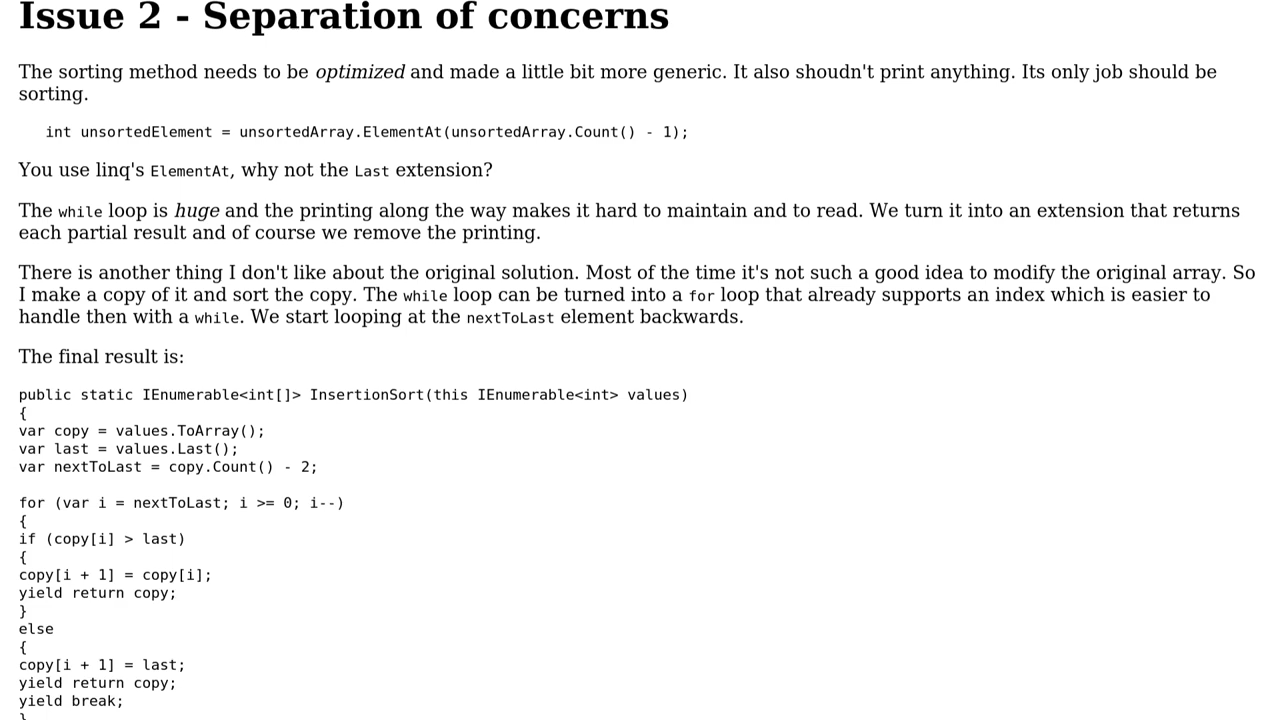 Issue 2 - Separation of concerns
The sorting method needs to be optimized and made a little bit more generic. It also shoudn't print anything. Its only job should be
sorting.
int unsortedElement = unsortedArray.ElementAt(unsortedArray.Count() - 1);
You use linq's ElementAt, why not the Last extension?
The while loop is huge and the printing along the way makes it hard to maintain and to read. We turn it into an extension that returns
each partial result and of course we remove the printing.
There is another thing I don't like about the original solution. Most of the time it's not such a good idea to modify the original array. So
I make a copy of it and sort the copy. The while loop can be turned into a for loop that already supports an index which is easier to
handle then with a while. We start looping at the nextToLast element backwards.
The final result is:
public static IEnumerable<int[]> InsertionSort(this IEnumerable<int> values)
{
var copy = values.ToArray();
var last = values.Last();
var nextToLast = copy.Count() - 2;
for (var i = nextToLast; i >= 0; i--)
{
if (copy[i] > last)
{
copy[i + 1] = copy[i];
yield return copy;
}
else
{
copy[i + 1] = last;
yield return copy;
yield break;
}